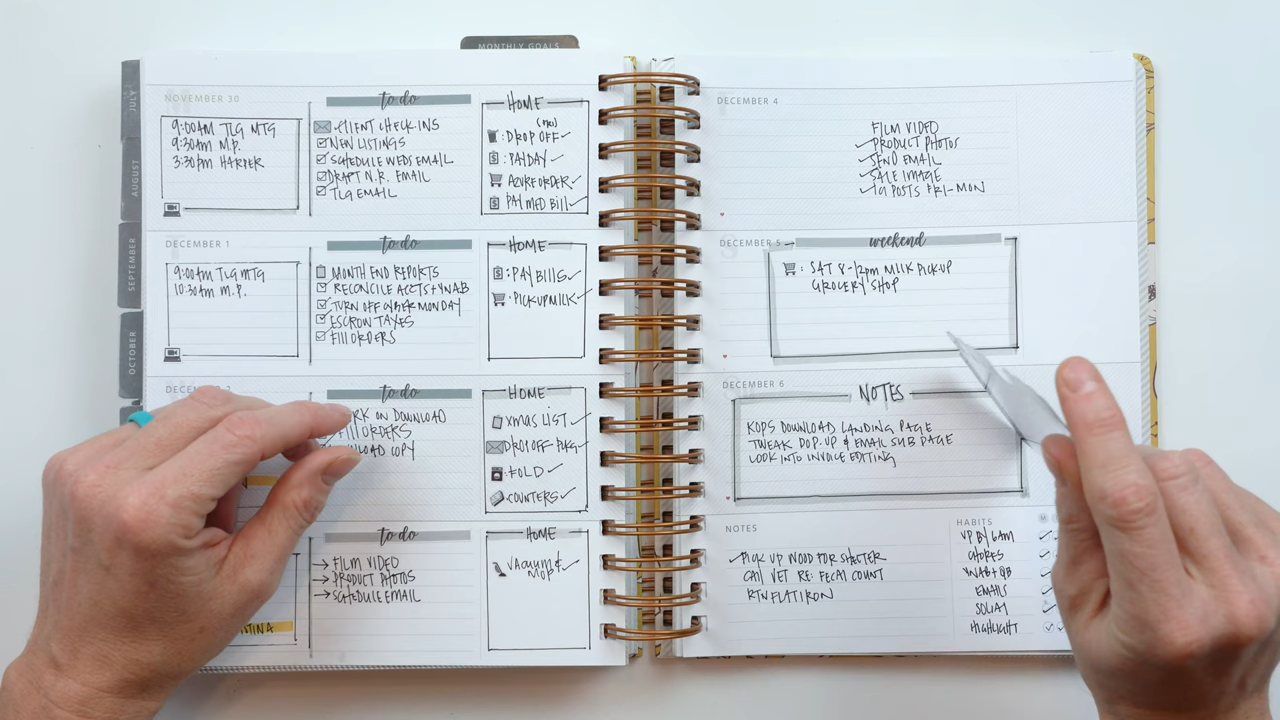 MONTHLY GOALS
JULY
AUGUST
SEPTEMBER
OCTOBER
NOVEMBER 30
9:00AM TLG MTG
9:30AM M.P.
3:30PM HARPER
to do
CLIENT CHECK INS
NEW LISTINGS
SCHEDULE WEDS EMAIL
DRAFT N.R. EMAIL
TLG EMAIL
HOME
: DROP OFF
: PAYDAY
AZURE ORDER
PAY MED BILL
DECEMBER 1
9:00AM TLG MTG
10:30AM M.P.
to do
MONTH END REPORTS
RECONCILE ACCTS + YNAB
TURN OFF CYBER MONDAY
ESCROW TAXES
FILL ORDERS
HOME
: PAY BILLS
: PICKUP MILK
to do
ON DOWNLOAD
FILL ORDERS
COPY
HOME
XMAS LIST
DROP OFF PKG
: FOLD
: COUNTERS
to do
→ FILM VIDEO
→ PRODUCT PHOTOS
→ SCHEDULE EMAIL
HOME
VACUUM &
MOP
DECEMBER 4
FILM VIDEO
PRODUCT PHOTOS
SEND EMAIL
SALE IMAGE
IG POSTS FRI-MON
DECEMBER 5
weekend
: SAT 8-12PM MILK PICKUP
GROCERY SHOP
DECEMBER 6
NOTES
KOPS DOWNLOAD LANDING PAGE
TWEAK POP.UP & EMAIL SUB PAGE
LOOK INTO INVOICE EDITING
NOTES
PICK UP WOOD FOR SHELTER
CALL VET RE: FECAL COUNT
RTN FLAT IRON
HABITS
UP BY 6AM
CHORES
YNAB + QB
EMAILS
SOCIAL
HIGHLIGHT